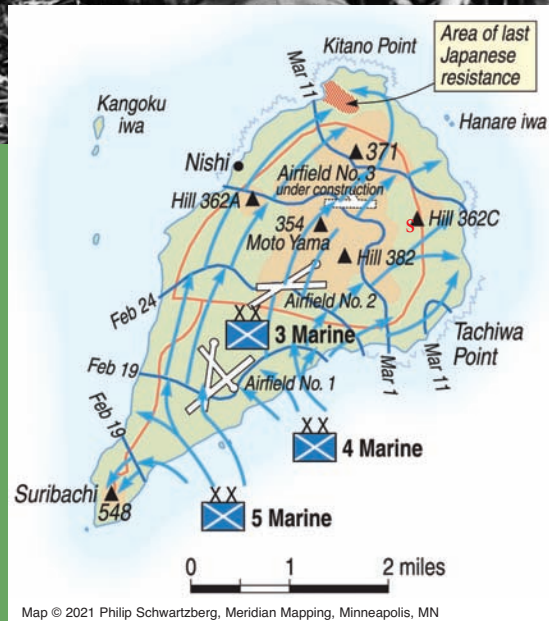 Kitano Point
Area of last
Japanese
resistance
Mar 11
Kangoku
iwa
Hanare iwa
Nishi
371
Airfield No. 3
under construction
Hill 362A
354
Moto Yama
S
Hill 362C
Hill 382
Feb 24
Airfield No. 2
XX
3 Marine
Tachiwa
Point
Feb 19
Airfield No. 1
Mar 1
Mar 11
Feb 19
XX
4 Marine
Suribachi
548
XX
5 Marine
0 1 2 miles
Map © 2021 Philip Schwartzberg, Meridian Mapping, Minneapolis, MN